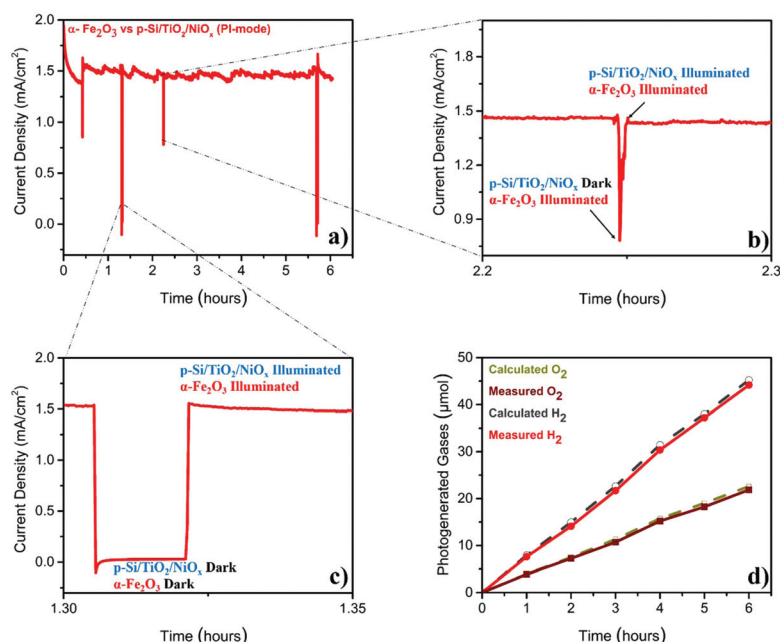 α- Fe₂O₃ vs p-Si/TiO₂/NiOₓ (PI-mode)
Current Density (mA/cm²)
2.0
1.5
1.0
0.5
0.0
0 1 2 3 4 5 6
Time (hours)
a)
Current Density (mA/cm²)
2.1
1.8
1.5
1.2
0.9
p-Si/TiO₂/NiOₓ Illuminated
α-Fe₂O₃ Illuminated
p-Si/TiO₂/NiOₓ Dark
α-Fe₂O₃ Illuminated
2.2 2.3
Time (hours)
b)
Current Density (mA/cm²)
2.0
1.5
1.0
0.5
0.0
p-Si/TiO₂/NiOₓ Illuminated
α-Fe₂O₃ Illuminated
p-Si/TiO₂/NiOₓ Dark
α-Fe₂O₃ Dark
1.30 1.35
Time (hours)
c)
Photogenerated Gases (μmol)
50
40
30
20
10
0
Calculated O₂
Measured O₂
Calculated H₂
Measured H₂
0 1 2 3 4 5 6
Time (hours)
d)